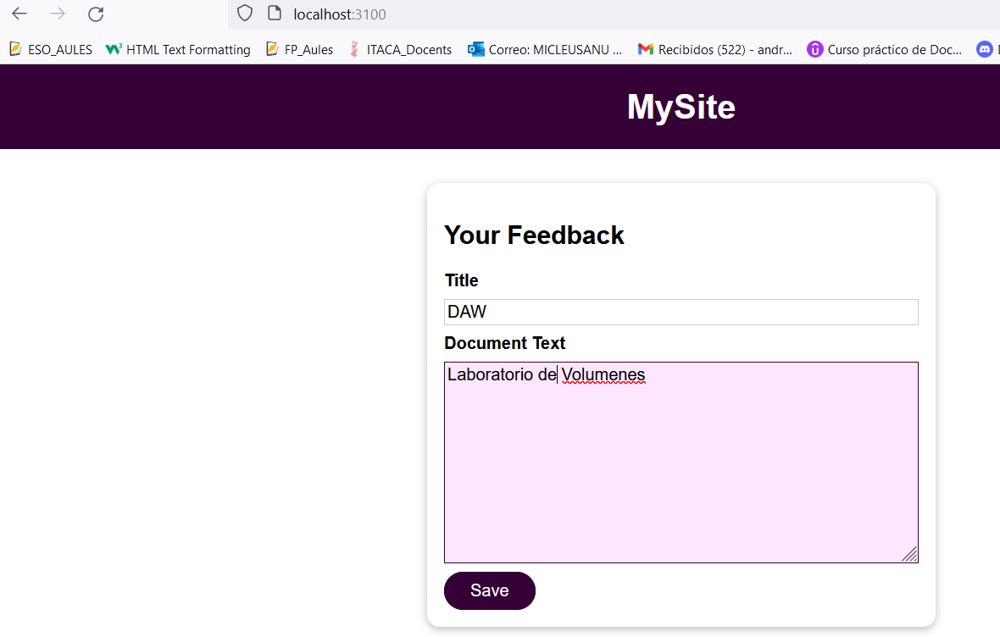 localhost:3100
ESO_AULES HTML Text Formatting FP_Aules ITACA_Docents Correo: MICLEUSANU ... Recibidos (522) - andr... Curso práctico de Doc...
MySite
Your Feedback
Title
DAW
Document Text
Laboratorio de Volumenes
Save